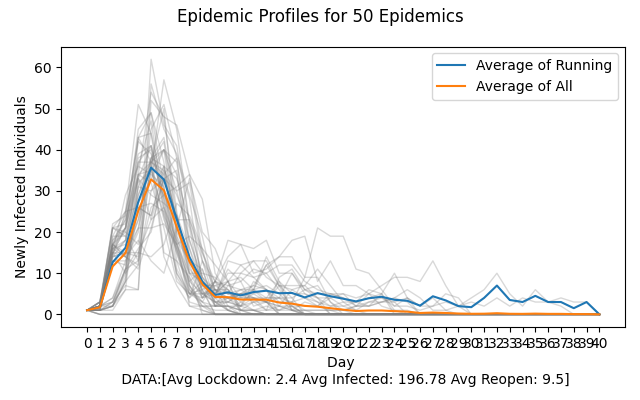 Epidemic Profiles for 50 Epidemics
Average of Running
Average of All
Newly Infected Individuals
60
50
40
30
20
10
0
0 1 2 3 4 5 6 7 8 9 10 11 12 13 14 15 16 17 18 19 20 21 22 23 24 25 26 27 28 29 30 31 32 33 34 35 36 37 38 39 40
Day
DATA:[Avg Lockdown: 2.4 Avg Infected: 196.78 Avg Reopen: 9.5]